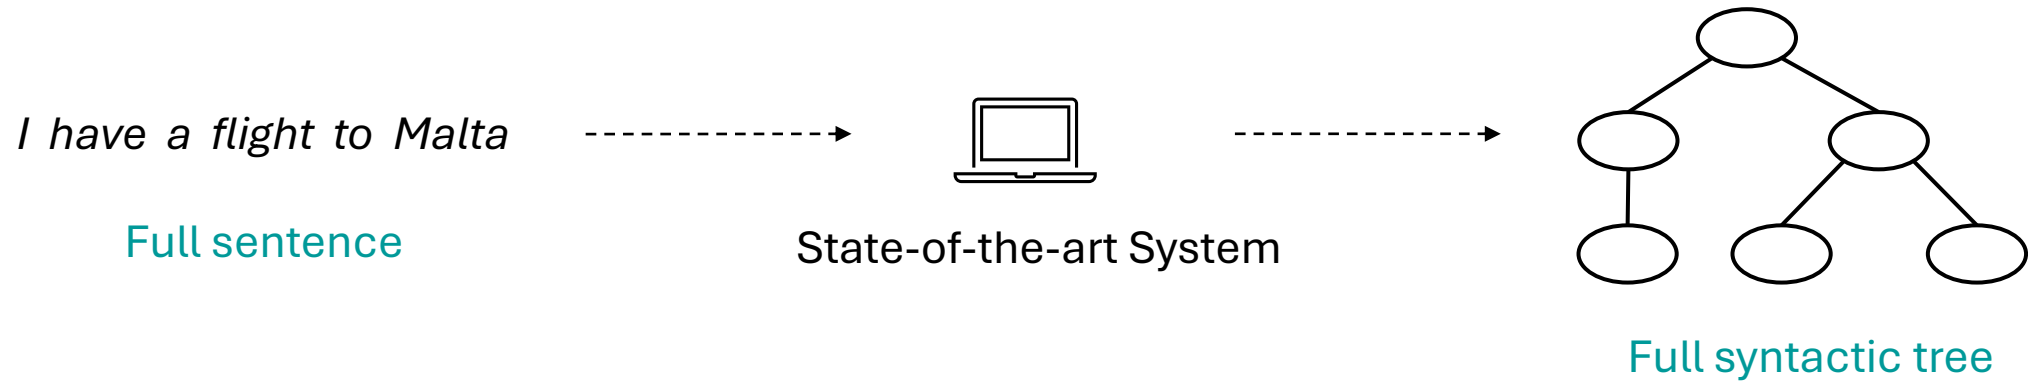 I have a flight to Malta
Full sentence
State-of-the-art System
Full syntactic tree